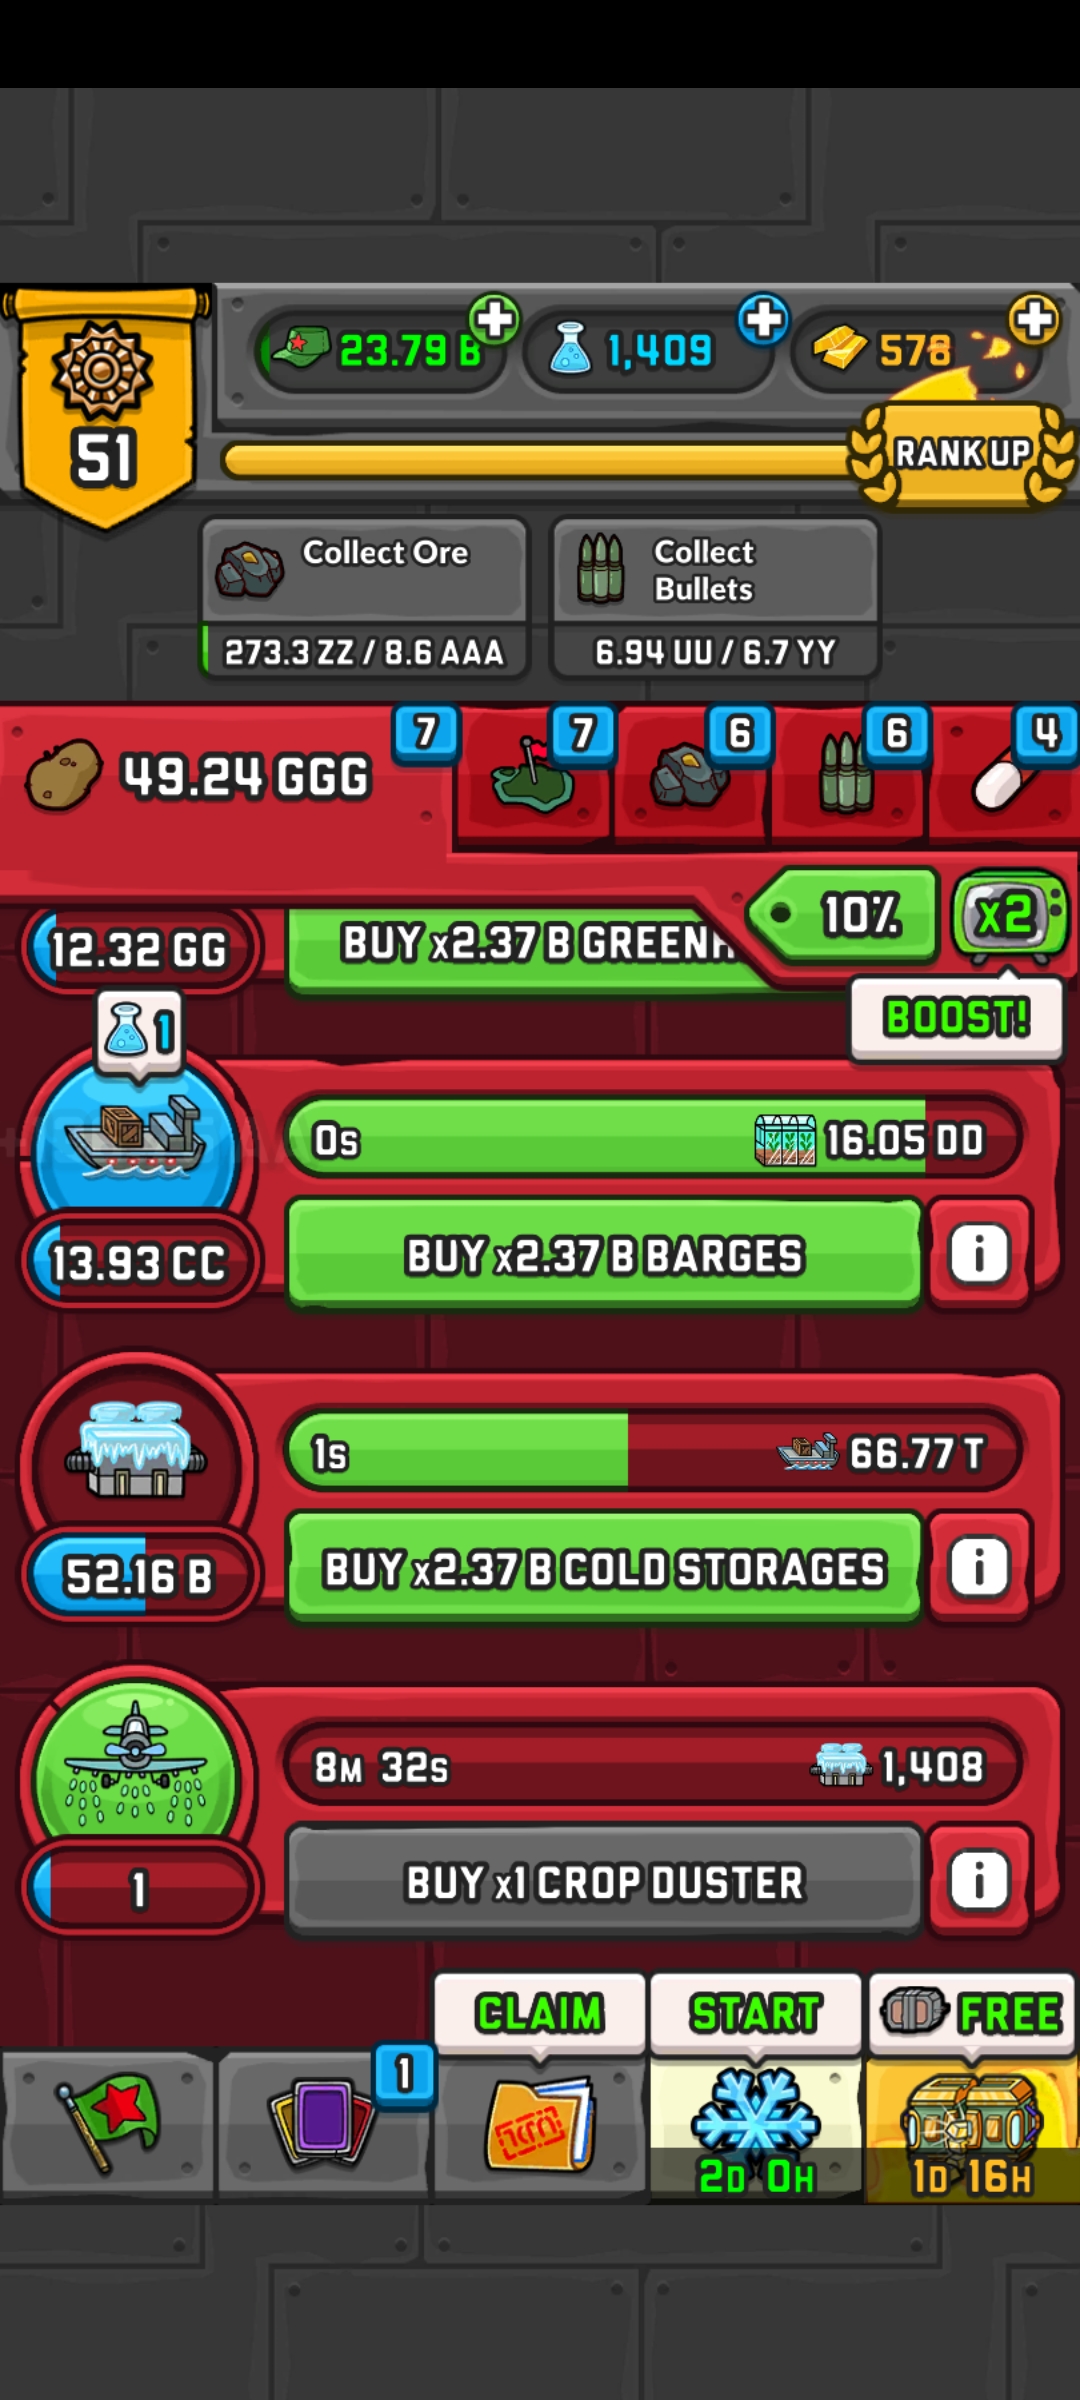 23.79 B
1,409
578
51
RANK UP
Collect Ore
273.3 ZZ / 8.6 AAA
Collect
Bullets
6.94 UU / 6.7 YY
49.24 GGG
7
7
6
6
4
10%
x2
BOOST!
12.32 GG
BUY x2.37 B GREENH
1
0s
16.05 DD
13.93 CC
BUY x2.37 B BARGES
i
1s
66.77 T
52.16 B
BUY x2.37 B COLD STORAGES
i
8M 32s
1,408
1
BUY x1 CROP DUSTER
i
CLAIM
START
FREE
1
2D 0H
1D 16H